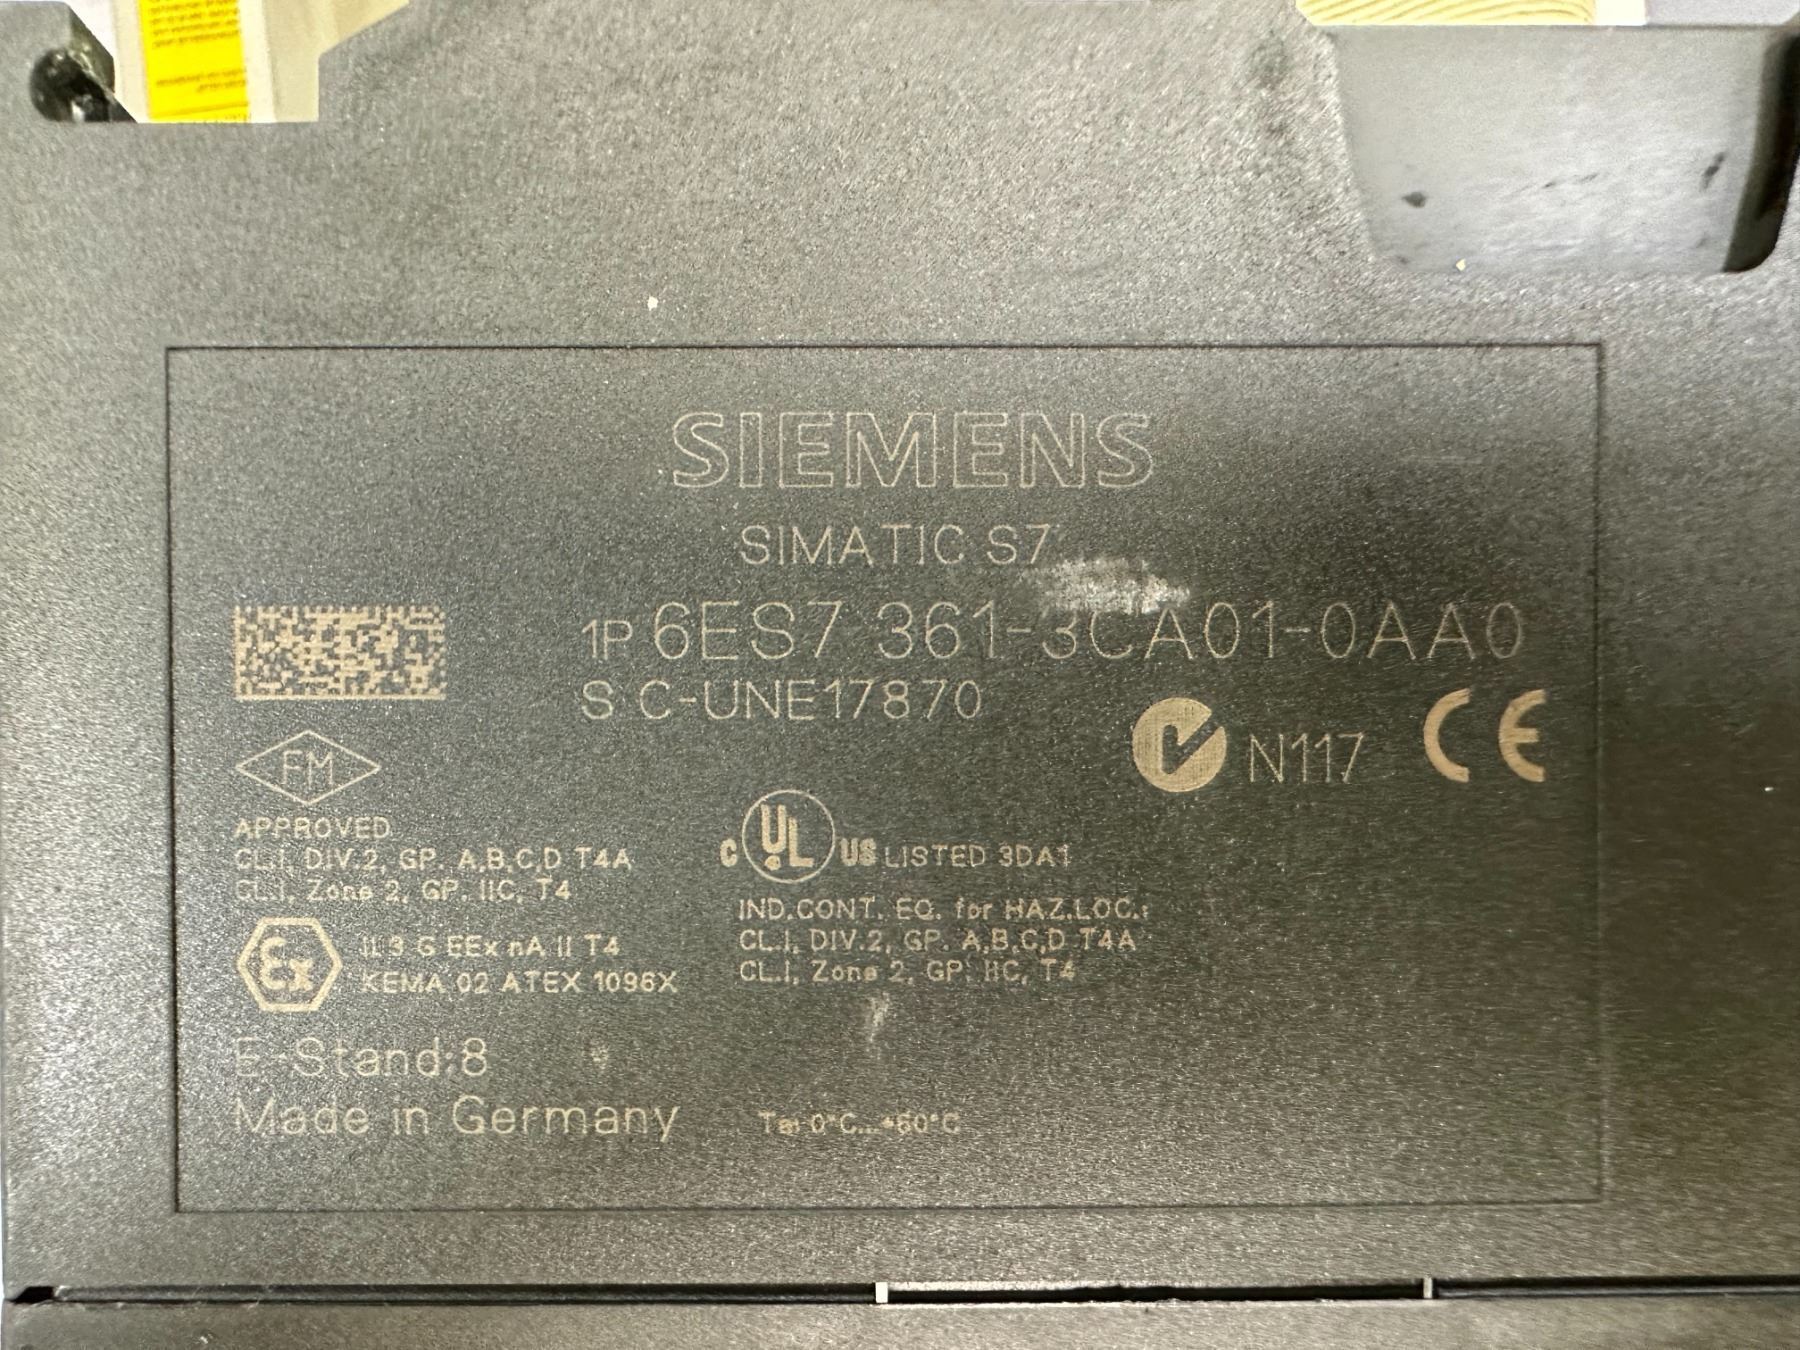 SIEMENS
SIMATIC S7
1P 6ES7 361-3CA01-0AA0
S C-UNE17870
N117 CE
FM
APPROVED
CL.I, DIV.2, GP. A,B,C,D T4A
CL.I, Zone 2, GP. IIC, T4
C UL US LISTED 3DA1
IND.CONT. EQ. for HAZ.LOC.:
CL.I, DIV.2, GP. A,B,C,D T4A
CL.I, Zone 2, GP. IIC, T4
Ex
II 3 G EEx nA II T4
KEMA 02 ATEX 1096X
E-Stand:8
Made in Germany
0°C...+60°C